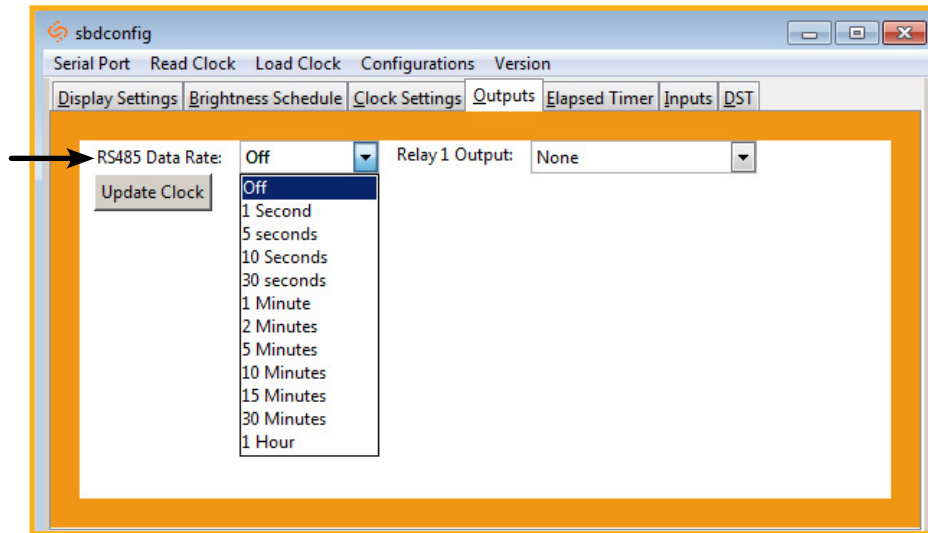 sbdconfig
Serial Port Read Clock Load Clock Configurations Version
Display Settings Brightness Schedule Clock Settings Outputs Elapsed Timer Inputs DST
RS485 Data Rate: Off Relay 1 Output: None
Update Clock
Off
1 Second
5 seconds
10 Seconds
30 seconds
1 Minute
2 Minutes
5 Minutes
10 Minutes
15 Minutes
30 Minutes
1 Hour